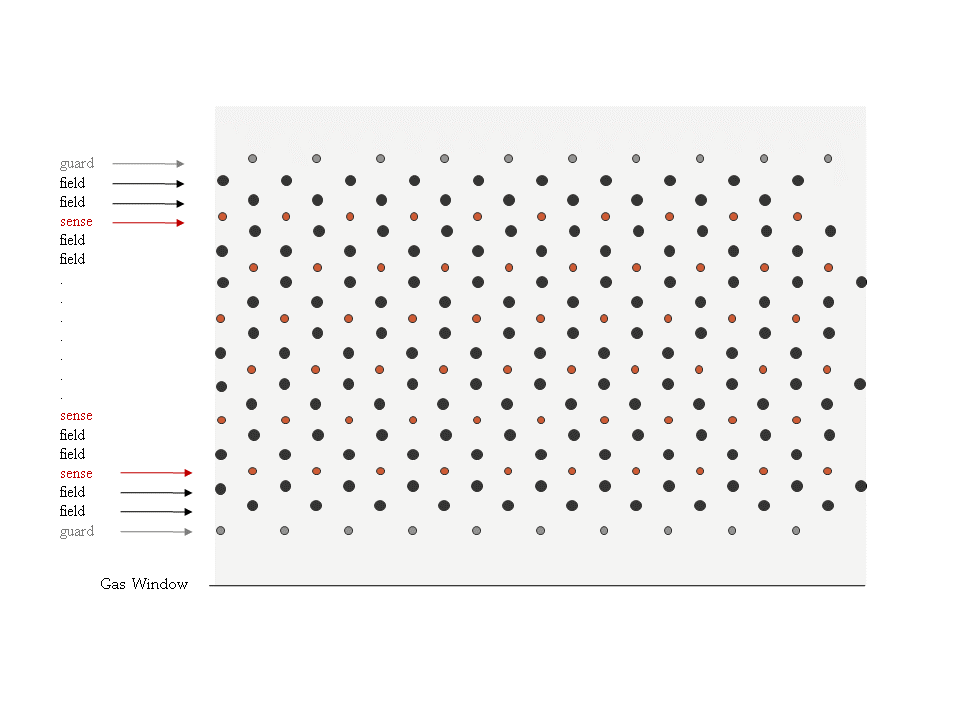 guard
field
field
sense
field
field
.
.
.
.
.
.
.
sense
field
field
sense
field
field
guard
Gas Window